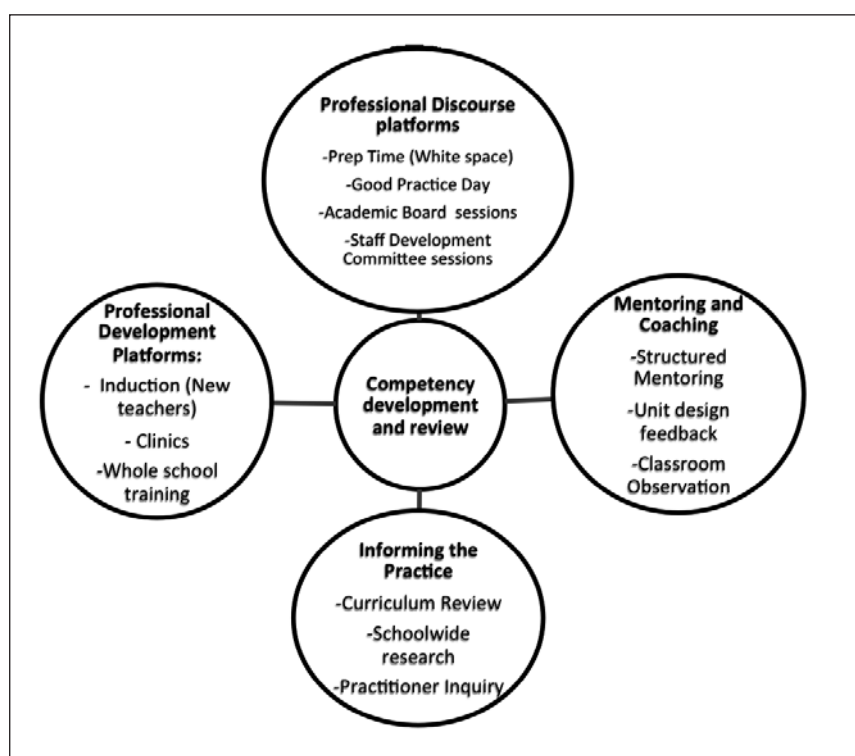 Professional Discourse
platforms
-Prep Time (White space)
-Good Practice Day
-Academic Board sessions
-Staff Development
Committee sessions
Professional
Development
Platforms:
- Induction (New
teachers)
- Clinics
-Whole school
training
Competency
development
and review
Mentoring and
Coaching
-Structured
Mentoring
-Unit design
feedback
-Classroom
Observation
Informing the
Practice
-Curriculum Review
-Schoolwide
research
-Practitioner Inquiry